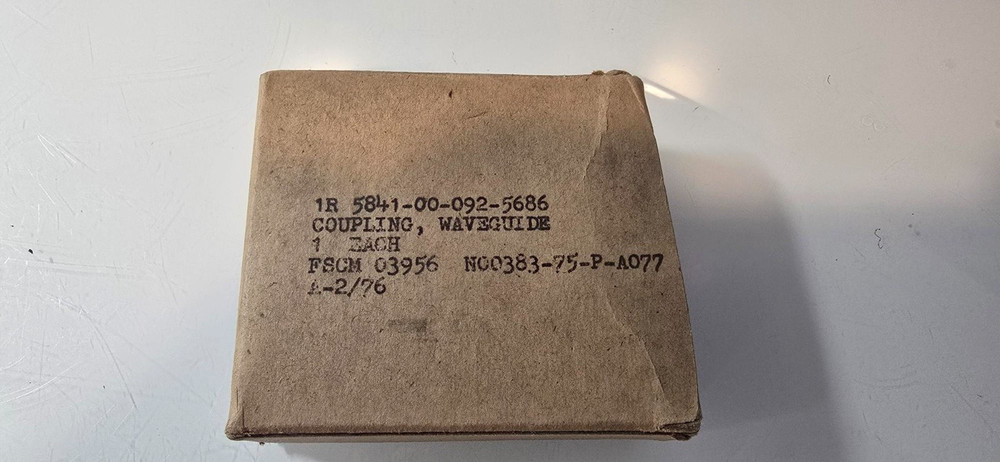 1R 5841-00-092-5686
COUPLING, WAVEGUIDE
1 EACH
FSCM 03956 N00383-75-P-A077
A-2/76